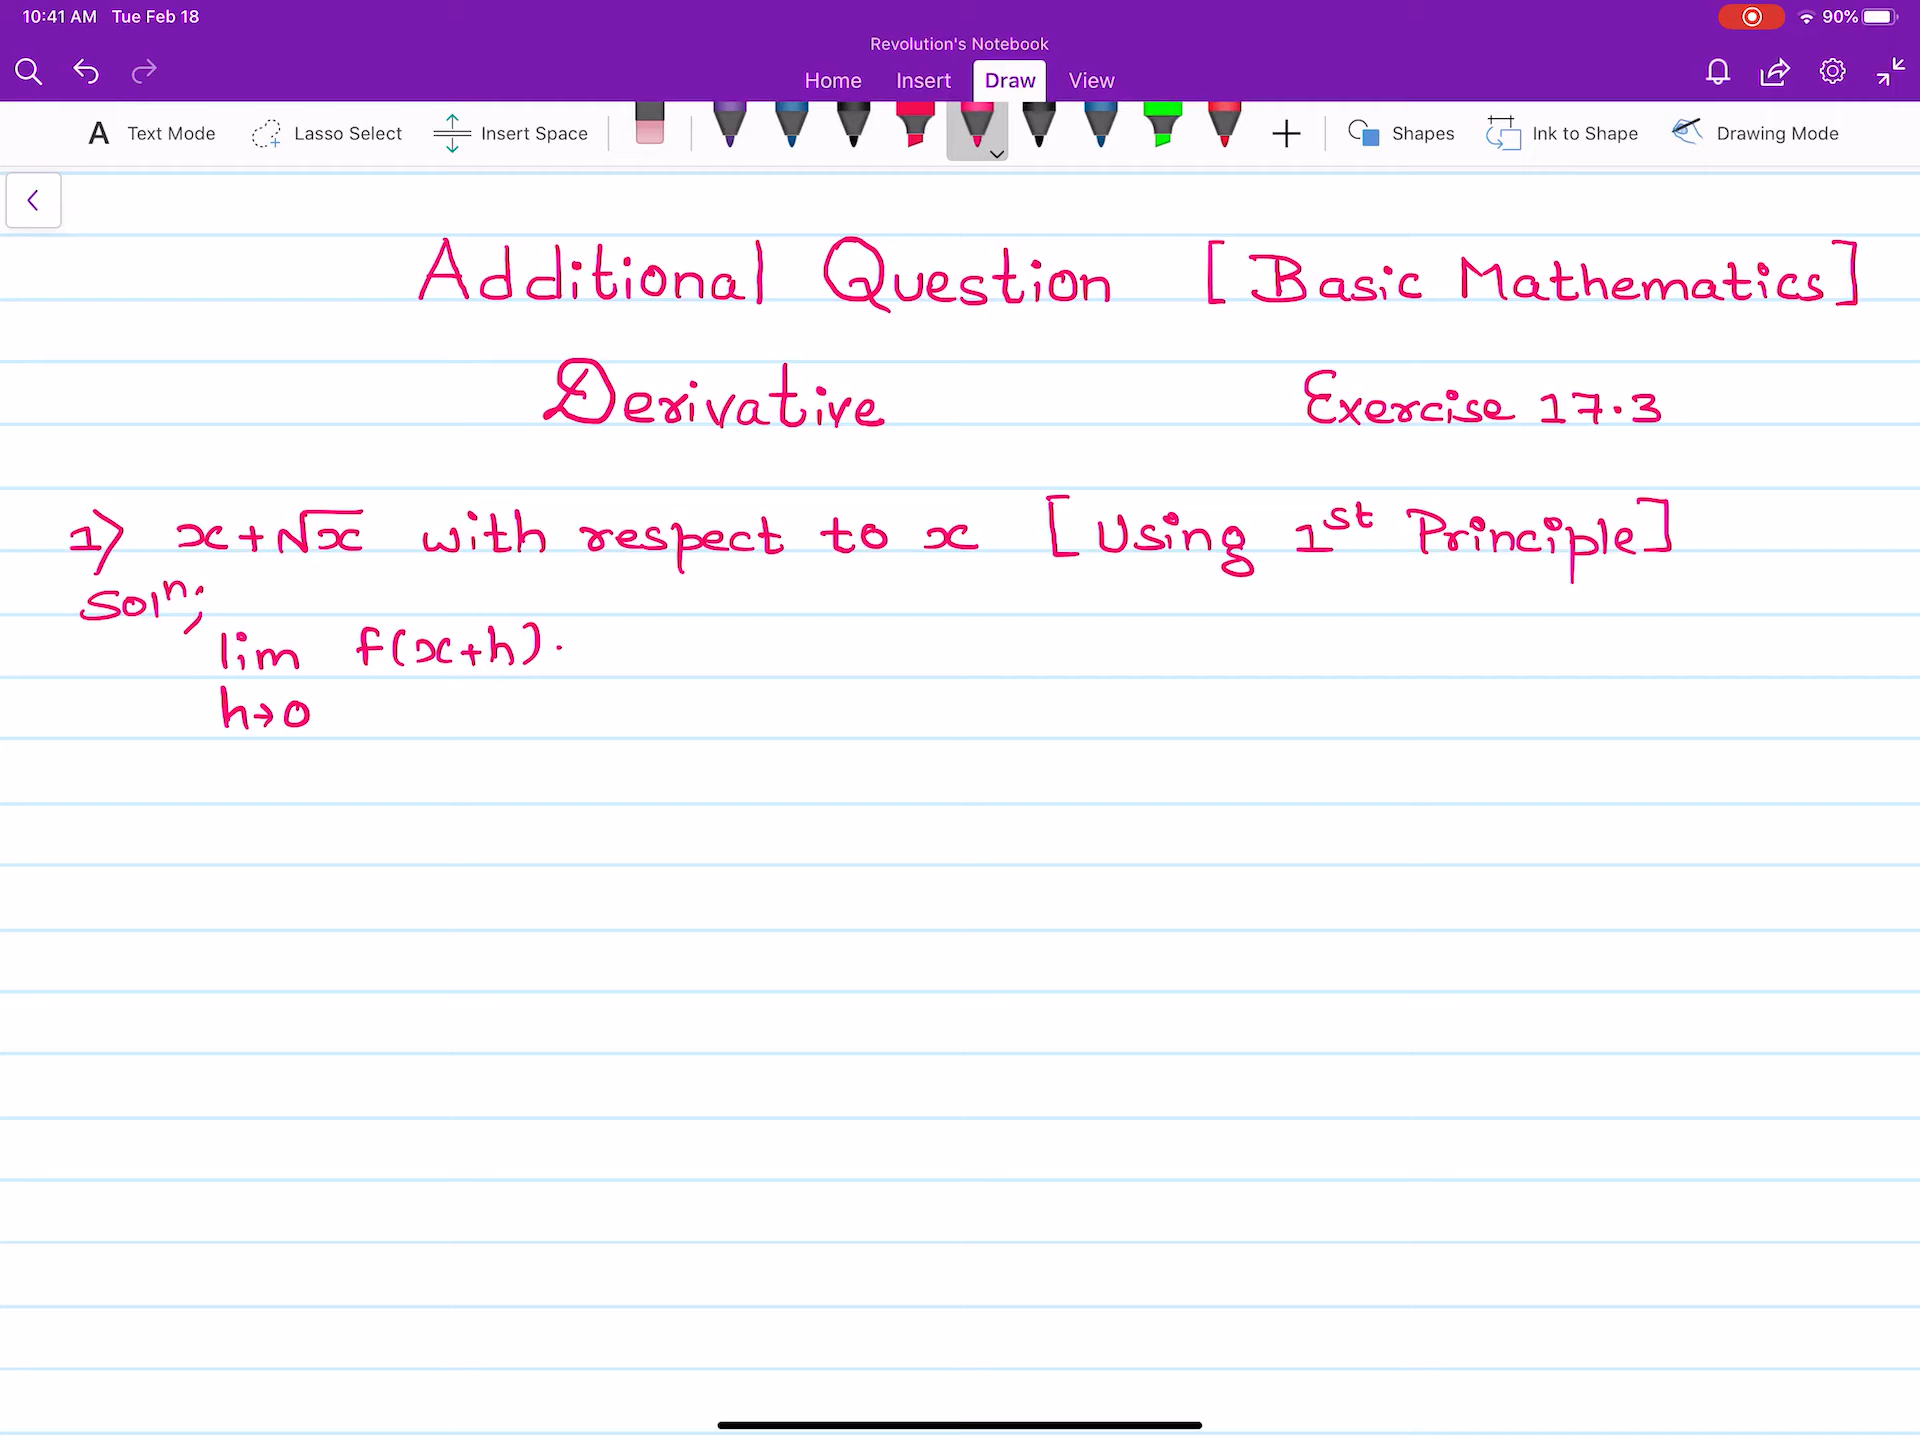 10:41 AM Tue Feb 18
90%
Revolution's Notebook
Home Insert Draw View
A Text Mode Lasso Select Insert Space Shapes Ink to Shape Drawing Mode
Additional Question [Basic Mathematics]
Derivative Exercise 17.3
1) x+√x with respect to x [Using 1st Principle]
Solⁿ;
lim f(x+h).
h→0